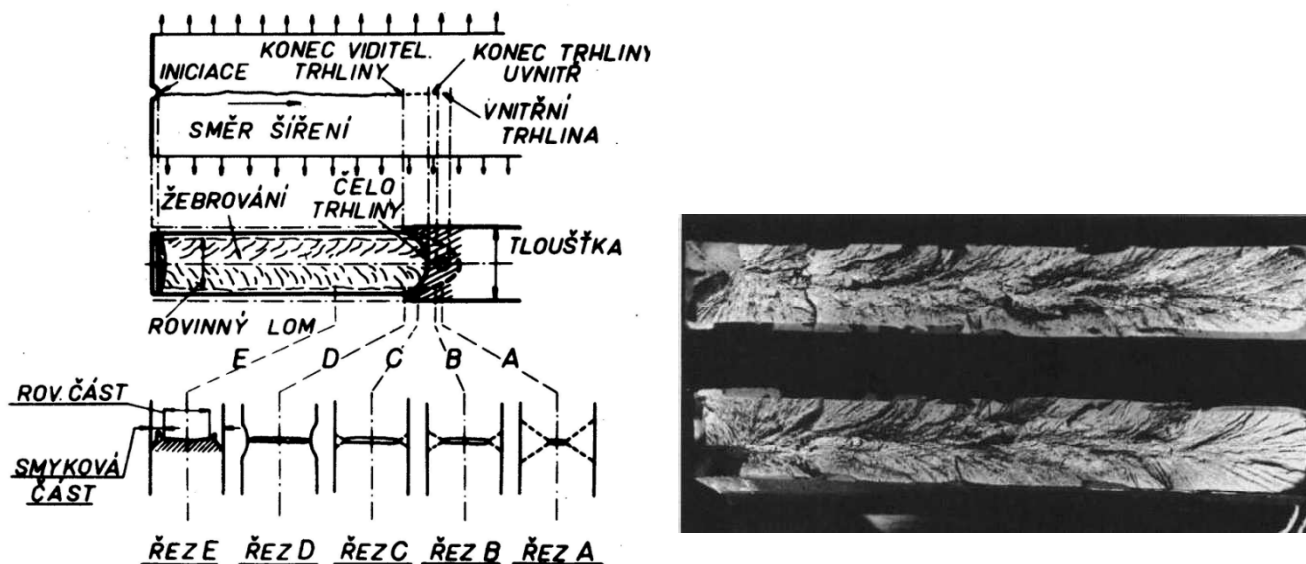 KONEC VIDITEL.
TRHLINY
KONEC TRHLINY
UVNITŘ
INICIACE
VNITŘNÍ
TRHLINA
SMĚR ŠÍŘENÍ
ŽEBROVÁNÍ
ČELO
TRHLINY
TLOUŠŤKA
ROVINNÝ LOM
E D C B A
ROV. ČÁST
SMYKOVÁ
ČÁST
ŘEZ E ŘEZ D ŘEZ C ŘEZ B ŘEZ A